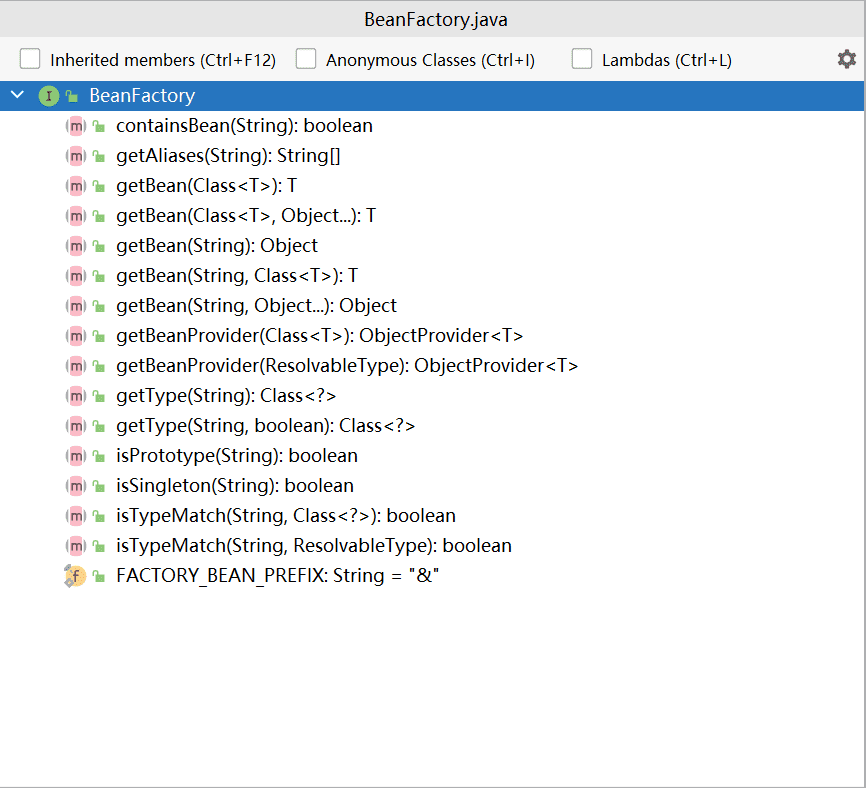 BeanFactory.java
Inherited members (Ctrl+F12) Anonymous Classes (Ctrl+I) Lambdas (Ctrl+L)
I BeanFactory
m containsBean(String): boolean
m getAliases(String): String[]
m getBean(Class<T>): T
m getBean(Class<T>, Object...): T
m getBean(String): Object
m getBean(String, Class<T>): T
m getBean(String, Object...): Object
m getBeanProvider(Class<T>): ObjectProvider<T>
m getBeanProvider(ResolvableType): ObjectProvider<T>
m getType(String): Class<?>
m getType(String, boolean): Class<?>
m isPrototype(String): boolean
m isSingleton(String): boolean
m isTypeMatch(String, Class<?>): boolean
m isTypeMatch(String, ResolvableType): boolean
f FACTORY_BEAN_PREFIX: String = "&"